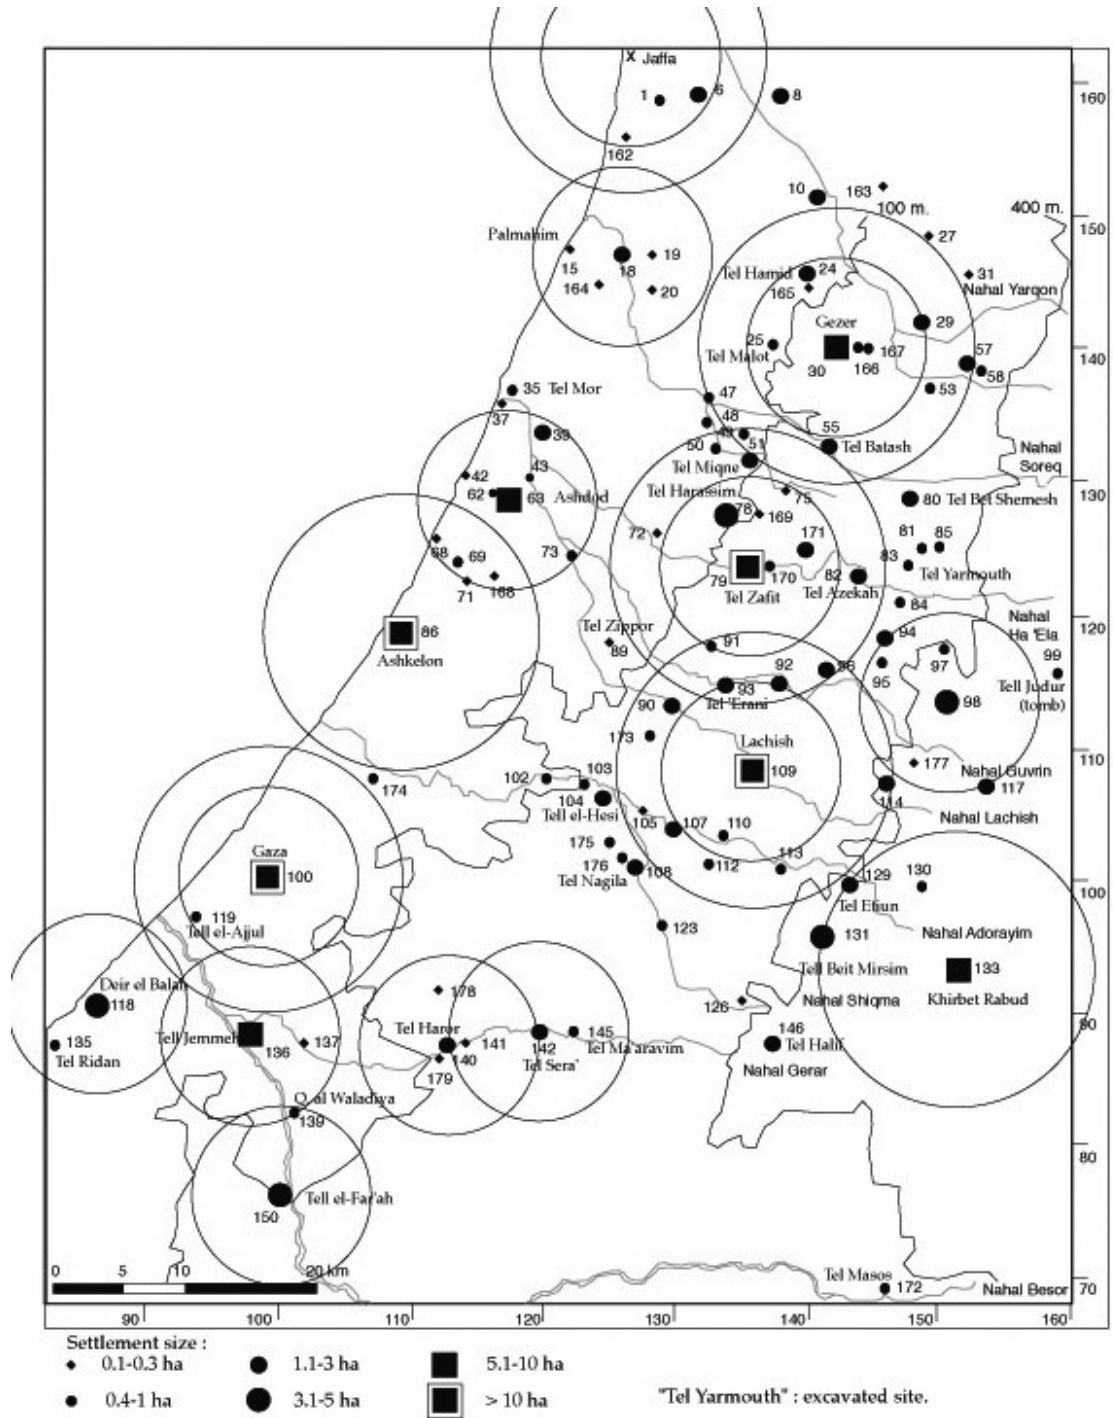 Jaffa
160
1
6
8
162
10
163
100 m.
400 m.
150
Palmahim
27
15
18
19
Tel Hamid
24
31
164
20
165
Nahal Yarqon
Gezer
29
25
Tel Malot
30
166
167
57
140
58
53
35
Tel Mor
37
47
39
48
49
50
51
55
Tel Batash
Tel Miqne
Nahal
Soreq
42
43
62
63
Ashdod
Tel Harassim
78
75
169
130
80
Tel Bet Shemesh
72
171
81
85
83
68
69
73
79
170
82
Tel Yarmouth
71
168
Tel Zafit
Tel Azekah
84
86
Ashkelon
Tel Zippor
89
91
94
Nahal
Ha 'Ela
120
95
97
99
92
96
93
Tel 'Erani
Tell Judur
(tomb)
98
90
173
Lachish
109
177
Nahal Guvrin
110
117
174
102
103
104
Tell el-Hesi
114
Nahal Lachish
105
107
110
175
176
112
113
Tel Nagila
108
129
130
Tel Etiun
100
Gaza
100
119
Tell el-Ajjul
123
131
Nahal Adorayim
Tell Beit Mirsim
133
Khirbet Rabud
Deir el Balah
118
178
126
Nahal Shiqma
90
135
Tel Ridan
Tell Jemmeh
136
137
Tel Haror
140
141
179
142
Tel Sera'
145
Tel Ma'aravim
146
Tel Halif
Nahal Gerar
Q. al Waladiya
139
80
150
Tell el-Far'ah
0 5 10 20 km
Tel Masos
172
Nahal Besor
70
90 100 110 120 130 140 150 160
Settlement size :
0.1-0.3 ha 1.1-3 ha 5.1-10 ha
0.4-1 ha 3.1-5 ha > 10 ha
"Tel Yarmouth" : excavated site.